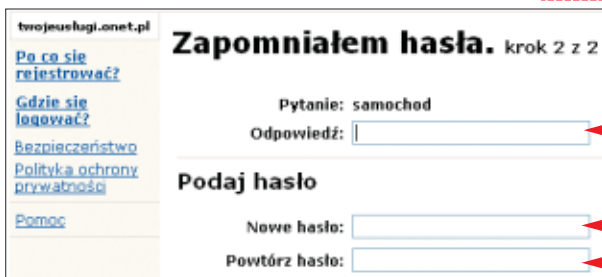 twojeusługi.onet.pl
Po co się
rejestrować?
Gdzie się
logować?
Bezpieczeństwo
Polityka ochrony
prywatności
Pomoc
Zapomniałem hasła. krok 2 z 2
Pytanie: samochod
Odpowiedź:
Podaj hasło
Nowe hasło:
Powtórz hasło: